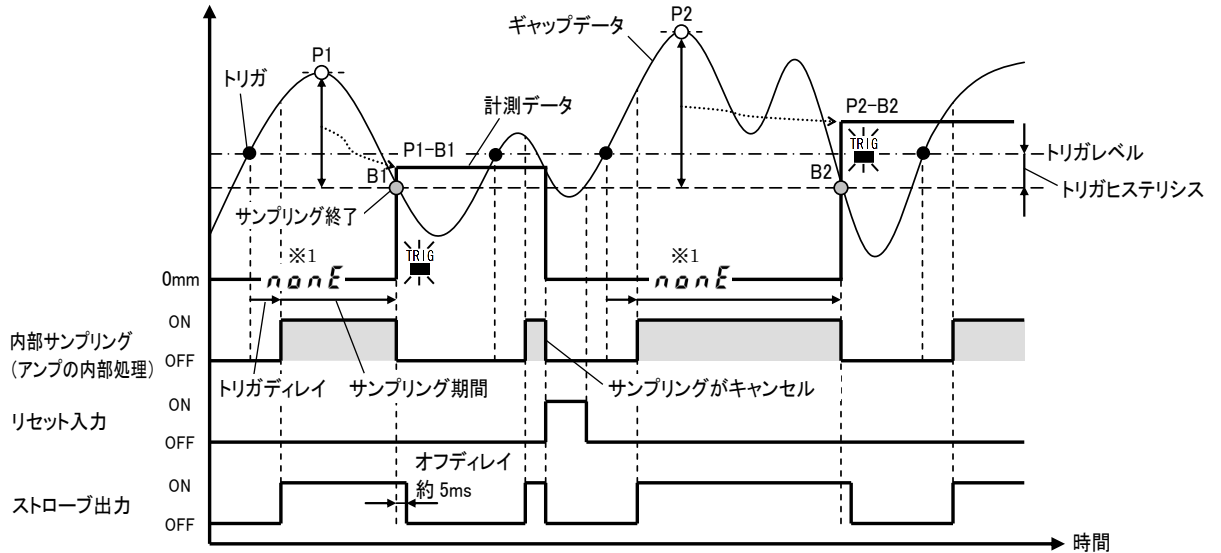 P2
ギャップデータ
P1
トリガ
計測データ
P1-B1
P2-B2
TRIG
トリガレベル
B1
B2
トリガヒステリシス
サンプリング終了
TRIG
※1
※1
0mm
nonE
nonE
ON
内部サンプリング
(アンプの内部処理)
OFF
トリガディレイ
サンプリング期間
サンプリングがキャンセル
ON
リセット入力
OFF
オフディレイ
約 5ms
ON
ストローブ出力
OFF
時間